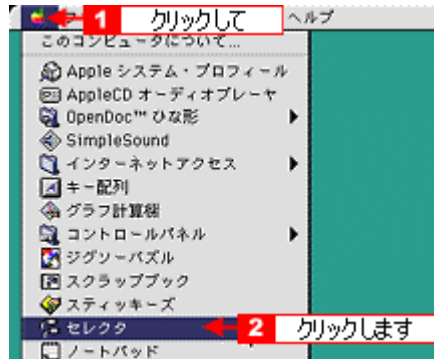 1 クリックして ヘルプ
このコンピュータについて...
Apple システム・プロフィール
AppleCD オーディオプレーヤ
OpenDoc™ ひな形
SimpleSound
インターネットアクセス
キー配列
グラフ計算機
コントロールパネル
ジグソーパズル
スクラップブック
スティッキーズ
セレクタ 2 クリックします
ノートパッド